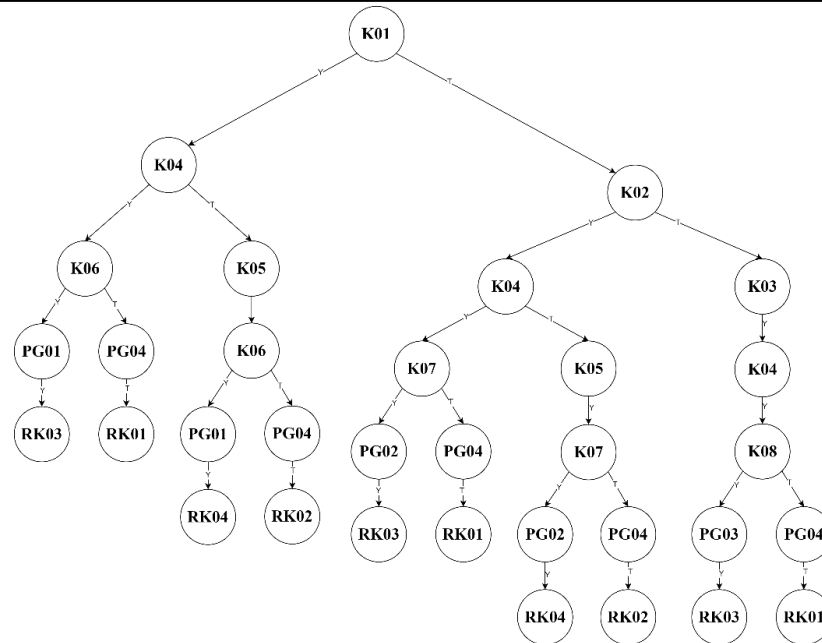 K01
Y
T
K04
K02
Y
T
Y
T
K06
K05
K04
K03
Y
T
Y
T
Y
PG01
PG04
K06
K07
K05
K04
Y
T
Y
T
Y
T
Y
Y
RK03
RK01
PG01
PG04
PG02
PG04
K07
K08
Y
T
Y
T
Y
T
Y
T
RK04
RK02
RK03
RK01
PG02
PG04
PG03
PG04
Y
T
Y
T
RK04
RK02
RK03
RK01